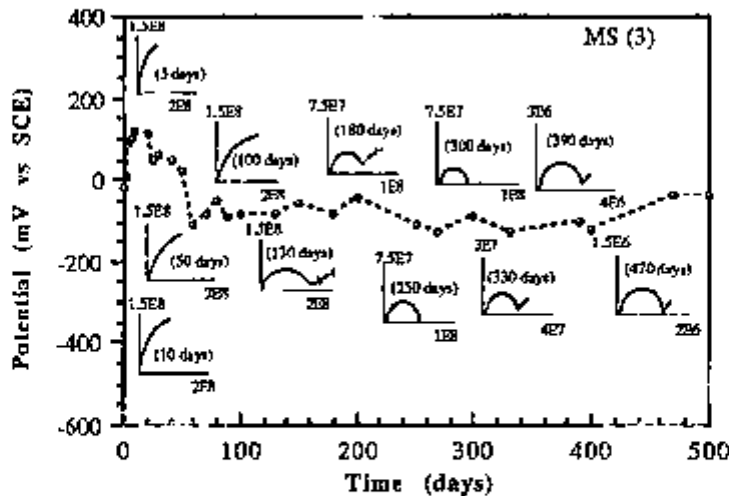 400
200
0
-200
-400
-600
0
100
200
300
400
500
Potential (mV vs SCE)
Time (days)
MS (3)
1.5E8
(3 days)
2E8
1.5E8
(100 days)
2E8
7.5E7
(180 days)
1E8
7.5E7
(300 days)
1E8
3E6
(390 days)
4E6
1.5E8
(50 days)
2E8
1.5E8
(130 days)
2E8
7.5E7
(250 days)
1E8
3E7
(330 days)
4E7
1.5E6
(470 days)
2E6
1.5E8
(10 days)
2E8